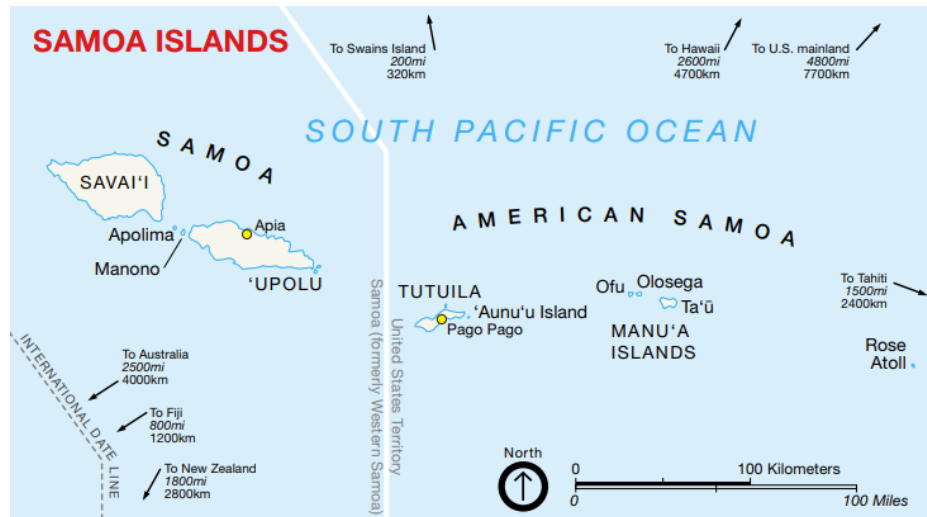 SAMOA ISLANDS
To Swains Island
200mi
320km
To Hawaii
2600mi
4700km
To U.S. mainland
4800mi
7700km
SOUTH PACIFIC OCEAN
SAMOA
SAVAI‘I
Apia
Apolima
Manono
‘UPOLU
AMERICAN SAMOA
TUTUILA
‘Aunu‘u Island
Pago Pago
Ofu
Olosega
Ta‘ū
MANU‘A
ISLANDS
To Tahiti
1500mi
2400km
Rose
Atoll
Samoa (formerly Western Samoa)
United States Territory
INTERNATIONAL DATE LINE
To Australia
2500mi
4000km
To Fiji
800mi
1200km
To New Zealand
1800mi
2800km
North
0
100 Kilometers
0
100 Miles